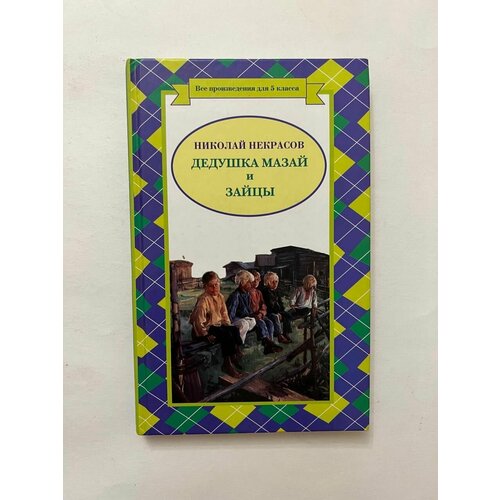 Все произведения для 5 класса
НИКОЛАЙ НЕКРАСОВ
ДЕДУШКА МАЗАЙ
и
ЗАЙЦЫ